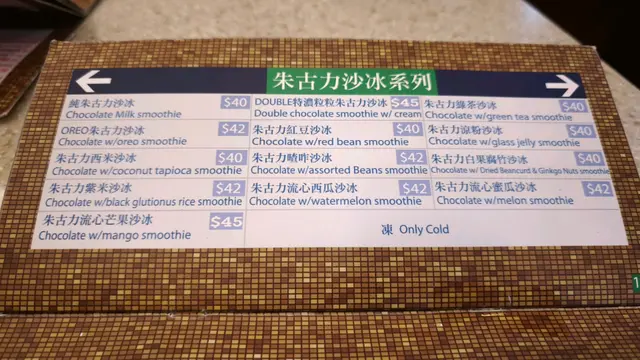 朱古力沙冰系列
純朱古力沙冰 $40
Chocolate Milk smoothie
DOUBLE特濃粒粒朱古力沙冰 $45
Double chocolate smoothie w/ cream
朱古力綠茶沙冰 $40
Chocolate w/green tea smoothie
OREO朱古力沙冰 $42
Chocolate w/oreo smoothie
朱古力紅豆沙冰 $40
Chocolate w/red bean smoothie
朱古力涼粉沙冰 $40
Chocolate w/glass jelly smoothie
朱古力西米沙冰 $40
Chocolate w/coconut tapioca smoothie
朱古力喳咋沙冰 $42
Chocolate w/assorted Beans smoothie
朱古力白果腐竹沙冰 $40
Chocolate w/ Dried Beancurd & Ginkgo Nuts smoothie
朱古力紫米沙冰 $42
Chocolate w/black glutionus rice smoothie
朱古力流心西瓜沙冰 $42
Chocolate w/watermelon smoothie
朱古力流心蜜瓜沙冰 $42
Chocolate w/melon smoothie
朱古力流心芒果沙冰 $45
Chocolate w/mango smoothie
凍 Only Cold